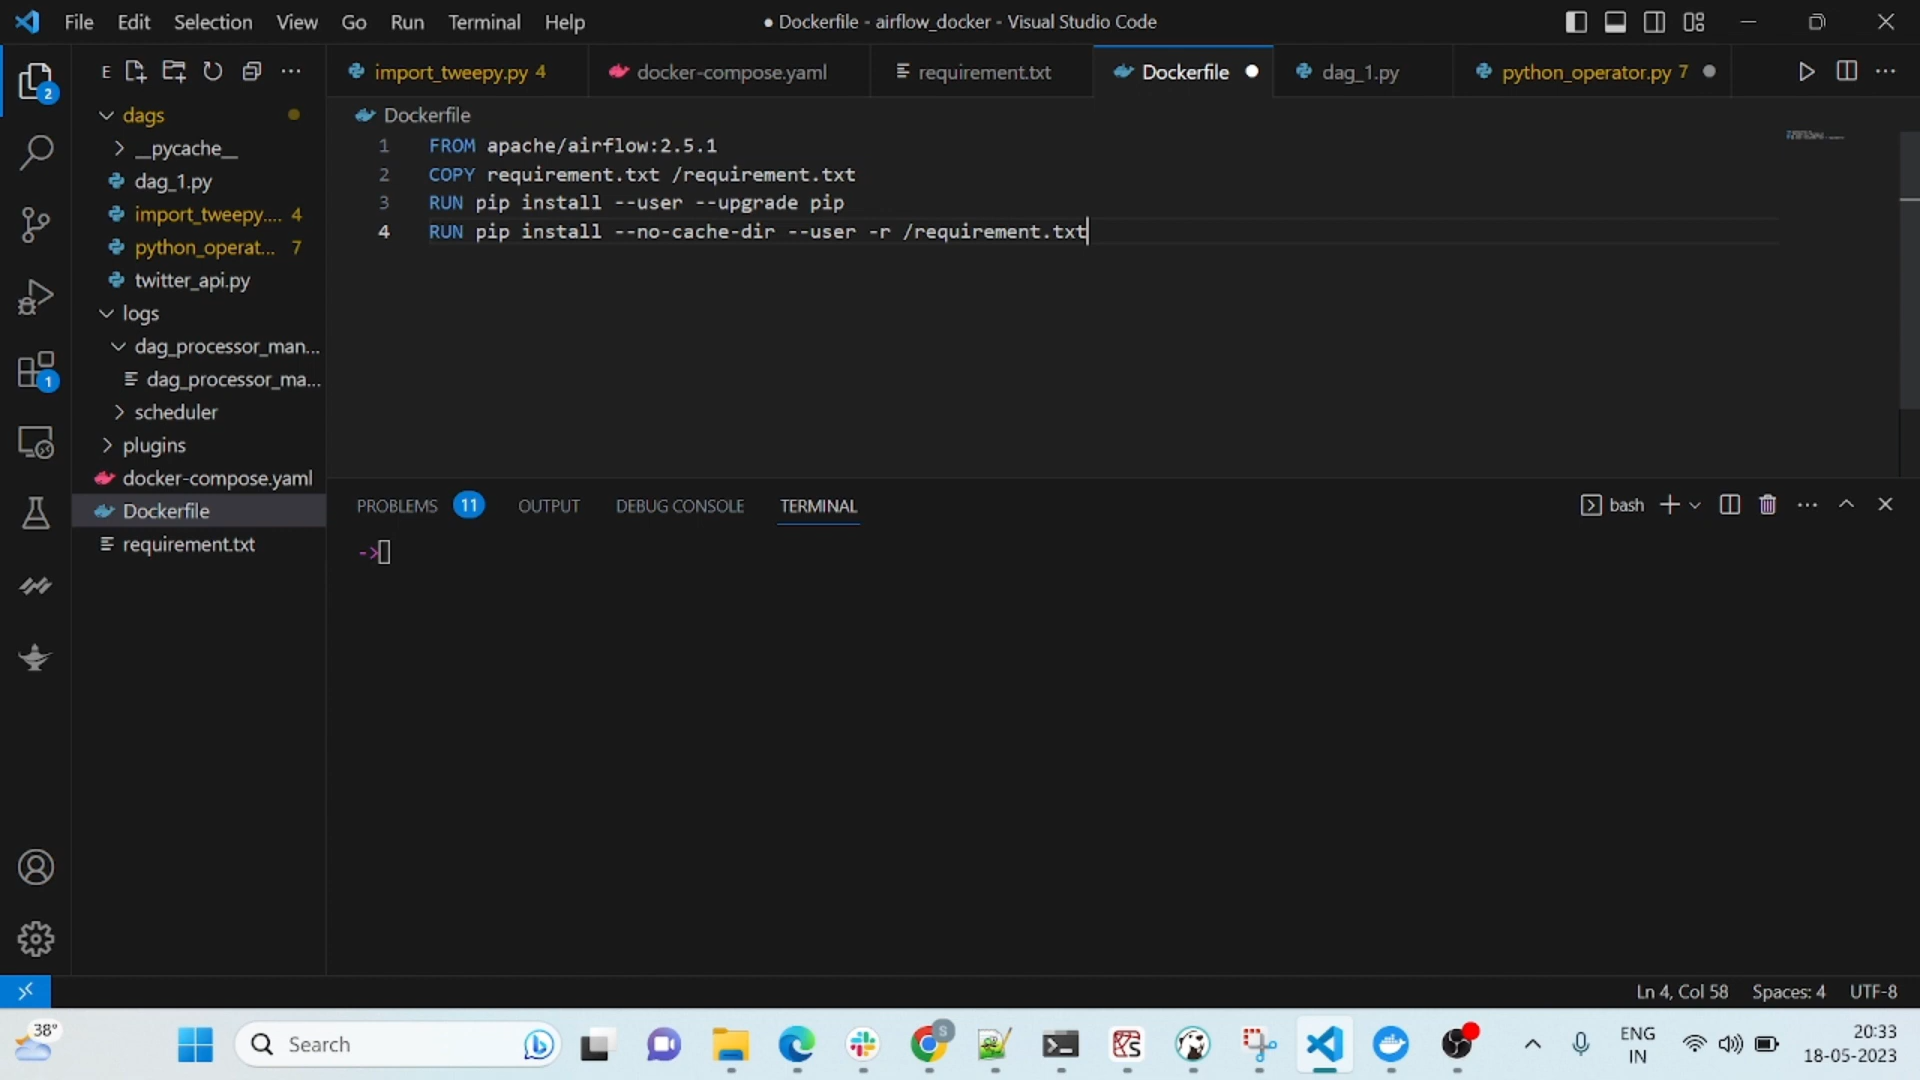 File Edit Selection View Go Run Terminal Help
● Dockerfile - airflow_docker - Visual Studio Code
E
import_tweepy.py 4
docker-compose.yaml
requirement.txt
Dockerfile
dag_1.py
python_operator.py 7
2
dags
__pycache__
dag_1.py
import_tweepy.... 4
python_operat... 7
twitter_api.py
logs
dag_processor_man...
dag_processor_ma...
scheduler
plugins
docker-compose.yaml
Dockerfile
requirement.txt
1
Dockerfile
1 FROM apache/airflow:2.5.1
2 COPY requirement.txt /requirement.txt
3 RUN pip install --user --upgrade pip
4 RUN pip install --no-cache-dir --user -r /requirement.txt
PROBLEMS 11 OUTPUT DEBUG CONSOLE TERMINAL
bash
->
Ln 4, Col 58 Spaces: 4 UTF-8
38°
Search
S
ENG
IN
20:33
18-05-2023